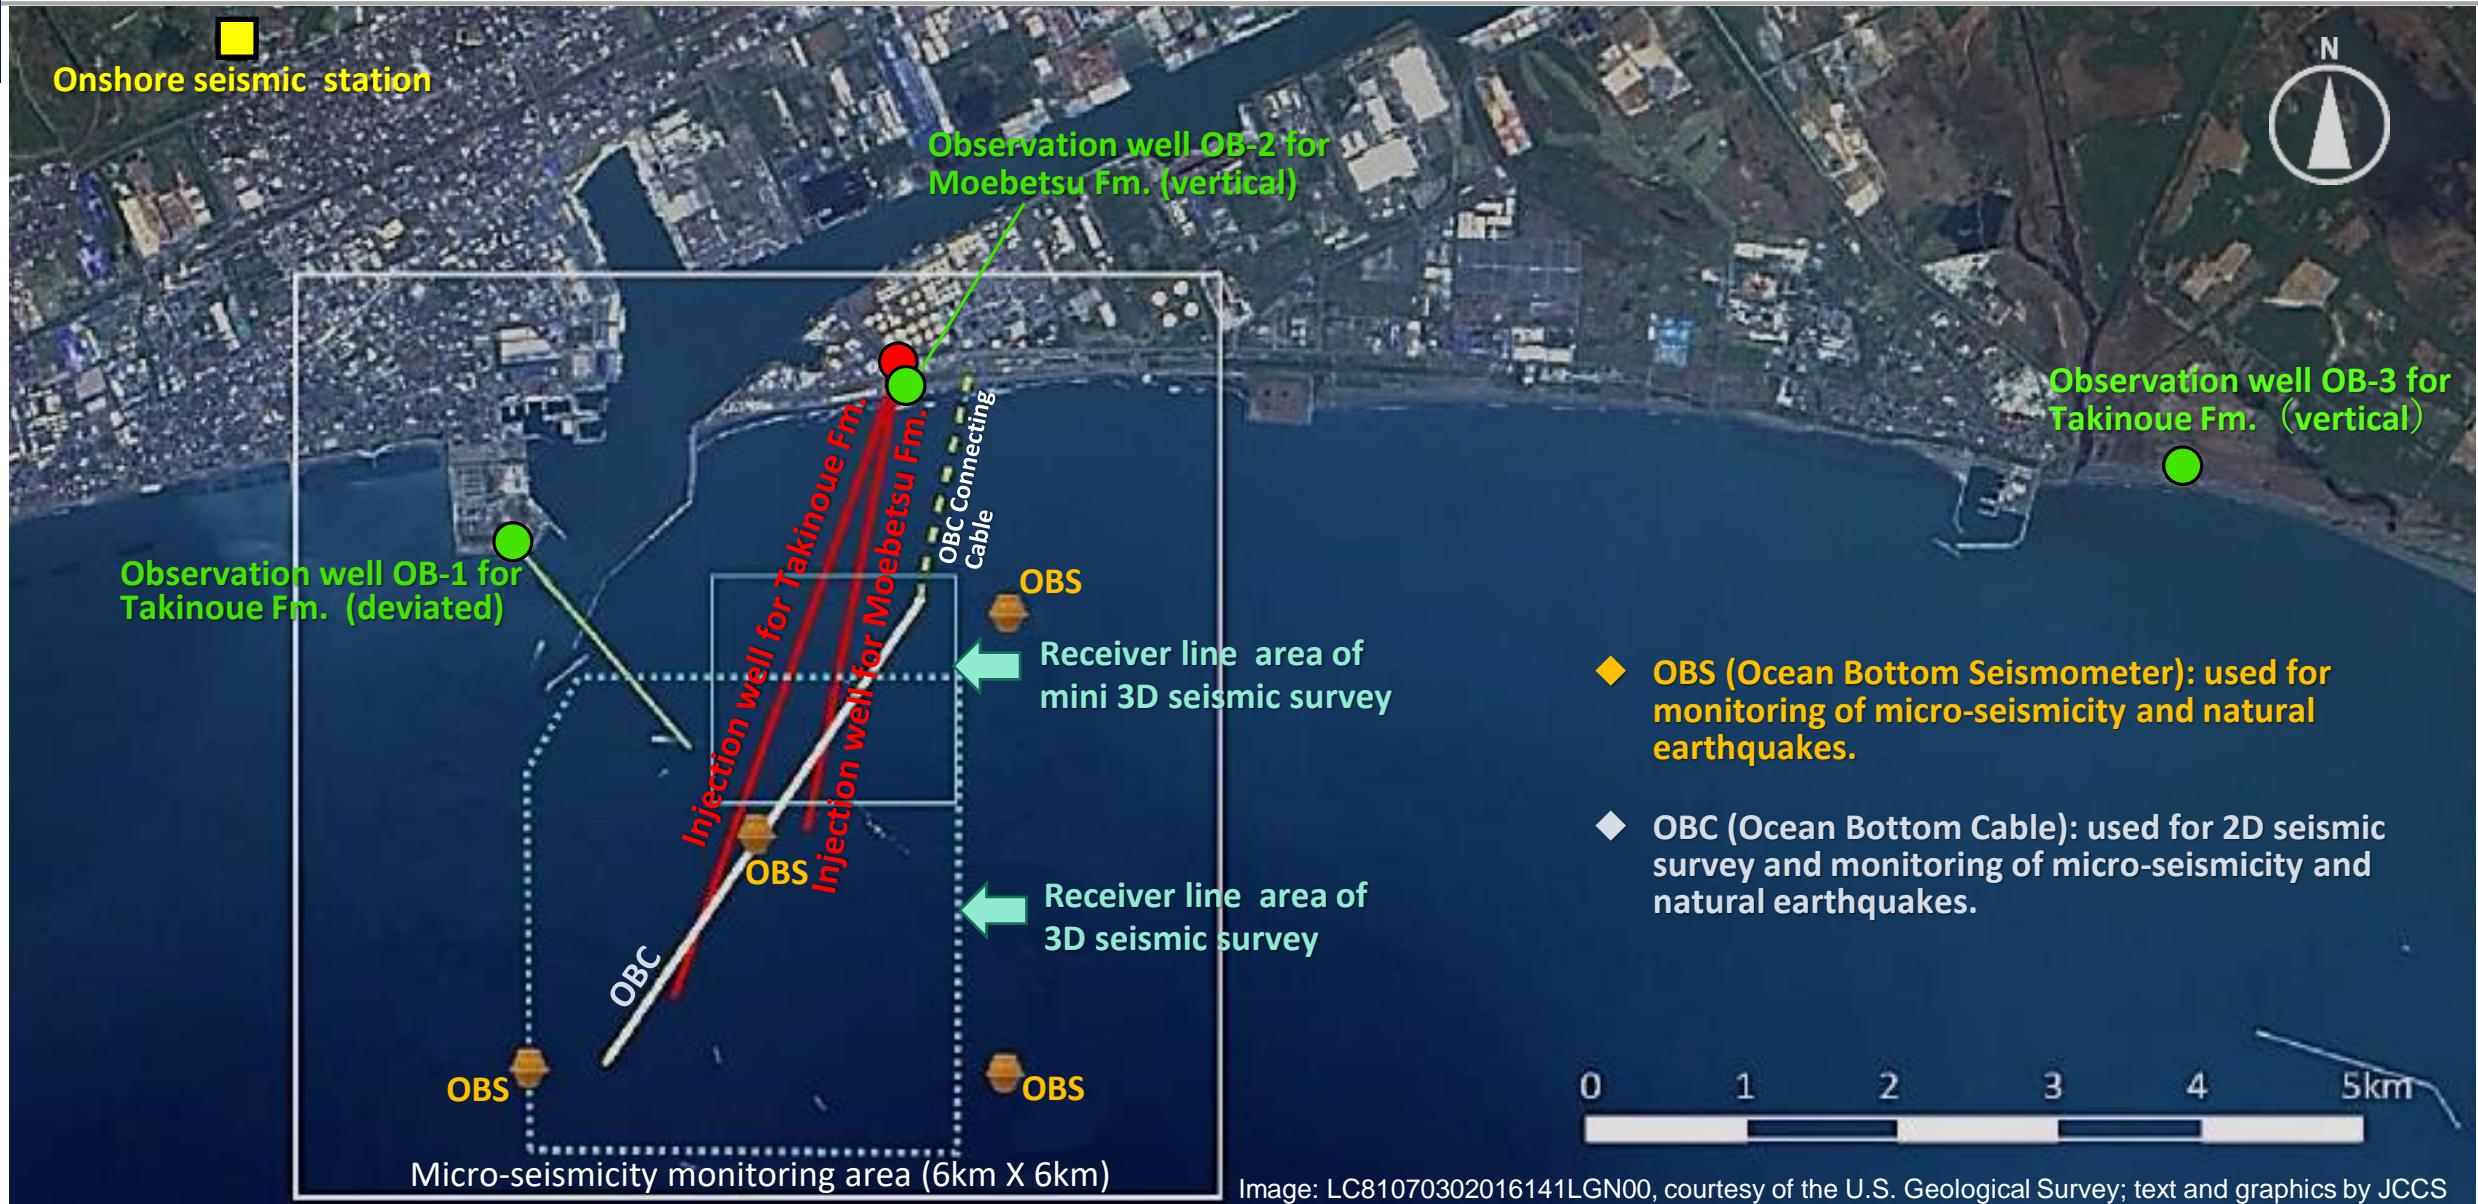 Onshore seismic  station
N
Observation well OB-2 for
Moebetsu Fm. (vertical)
Observation well OB-3 for
Takinoue Fm. （vertical）
Observation well OB-1 for
Takinoue Fm.  (deviated)
Injection well for Takinoue Fm.
Injection well for Moebetsu Fm.
OBC Connecting
Cable
OBS
Receiver line  area of
mini 3D seismic survey
OBS
Receiver line  area of
3D seismic survey
OBC
OBS
OBS
OBS (Ocean Bottom Seismometer): used for
monitoring of micro-seismicity and natural
earthquakes.
OBC (Ocean Bottom Cable): used for 2D seismic
survey and monitoring of micro-seismicity and
natural earthquakes.
0 1 2 3 4 5km
Micro-seismicity monitoring area (6km X 6km)
Image: LC81070302016141LGN00, courtesy of the U.S. Geological Survey; text and graphics by JCCS